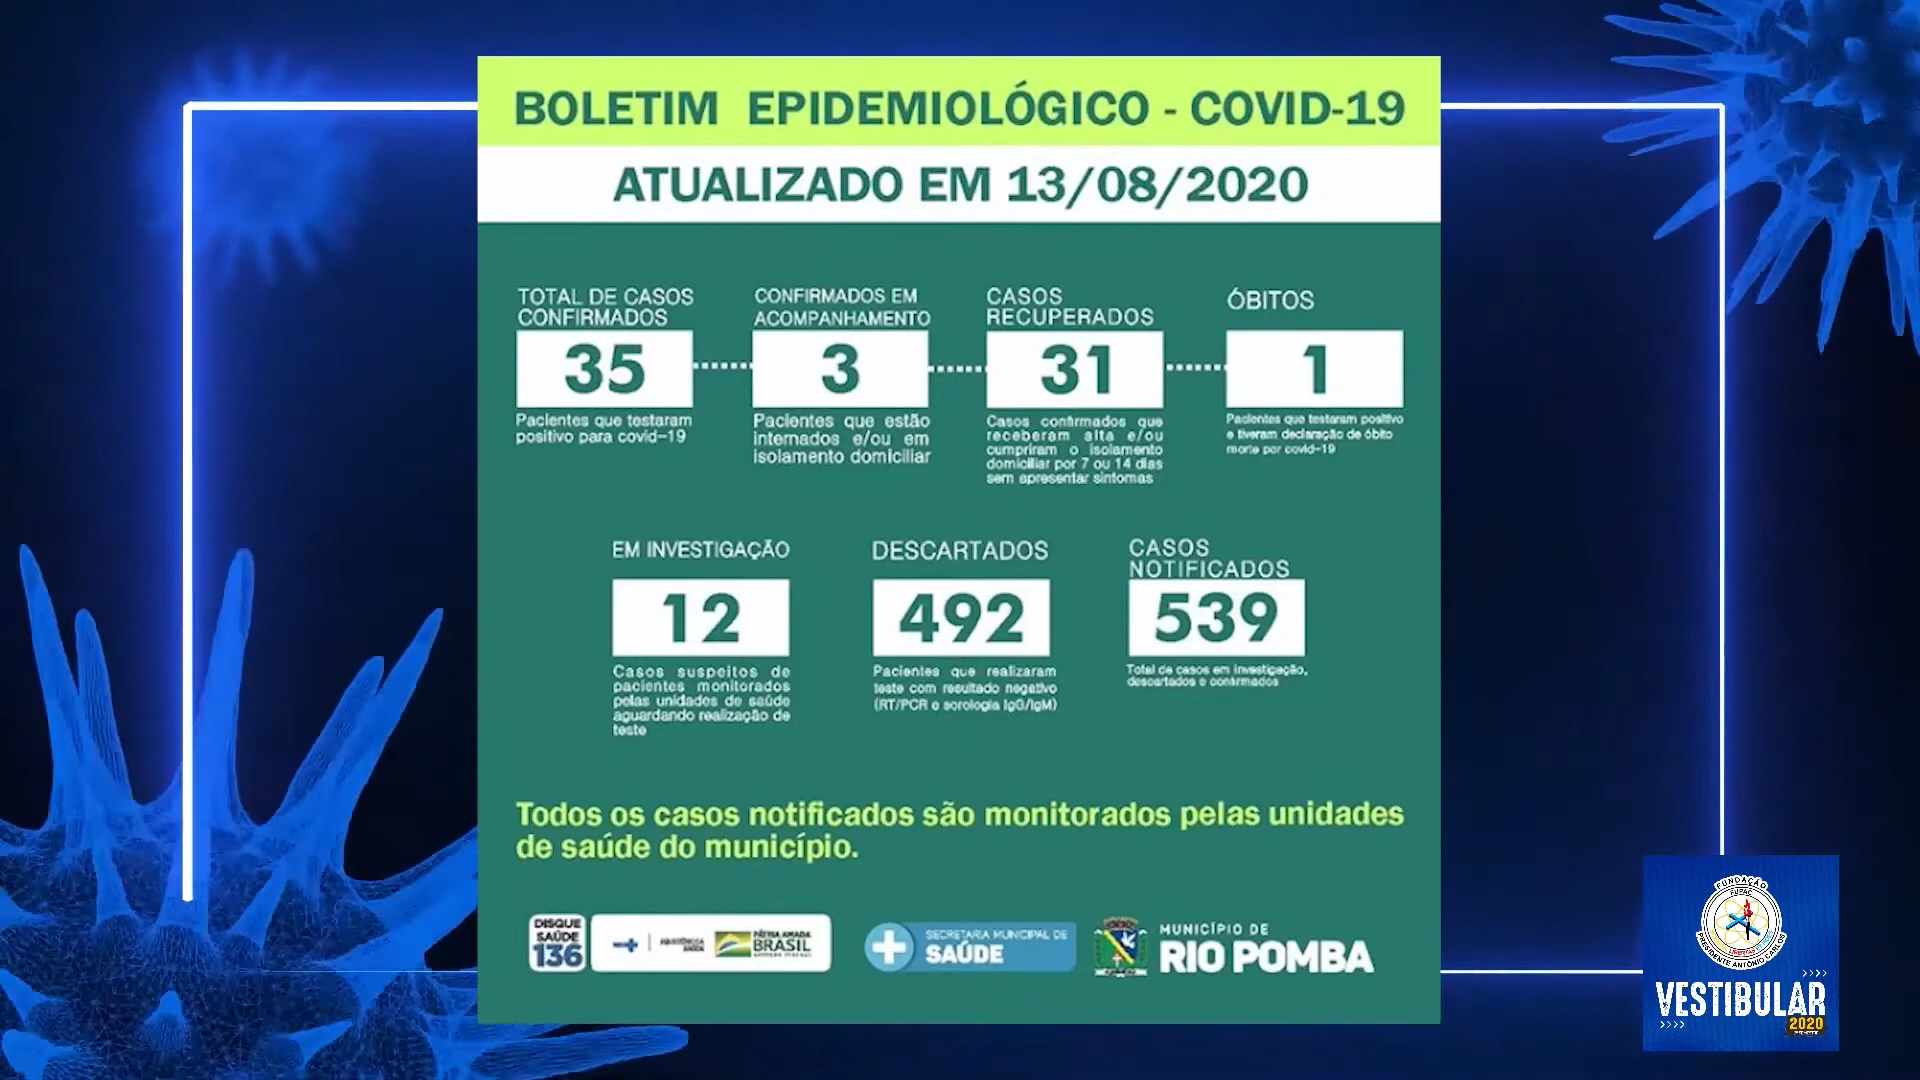 BOLETIM EPIDEMIOLÓGICO - COVID-19
ATUALIZADO EM 13/08/2020
TOTAL DE CASOS
CONFIRMADOS
35
Pacientes que testaram
positivo para covid-19
CONFIRMADOS EM
ACOMPANHAMENTO
3
Pacientes que estão
internados e/ou em
isolamento domiciliar
CASOS
RECUPERADOS
31
Casos confirmados que
receberam alta e/ou
cumpriram o isolamento
domiciliar por 7 ou 14 dias
sem apresentar sintomas
ÓBITOS
1
Pacientes que testaram positivo
e tiveram declaração de óbito
morte por covid-19
EM INVESTIGAÇÃO
12
Casos suspeitos de
pacientes monitorados
pelas unidades de saúde
aguardando realização de
teste
DESCARTADOS
492
Pacientes que realizaram
teste com resultado negativo
(RT/PCR e sorologia IgG/IgM)
CASOS
NOTIFICADOS
539
Total de casos em investigação,
descartados e confirmados
Todos os casos notificados são monitorados pelas unidades
de saúde do município.
DISQUE
SAÚDE
136
PÁTRIA AMADA
BRASIL
SECRETARIA MUNICIPAL DE
SAÚDE
MUNICÍPIO DE
RIO POMBA
FUNDAÇÃO
FUPAC
PRESIDENTE ANTÔNIO CARLOS
VESTIBULAR
2020